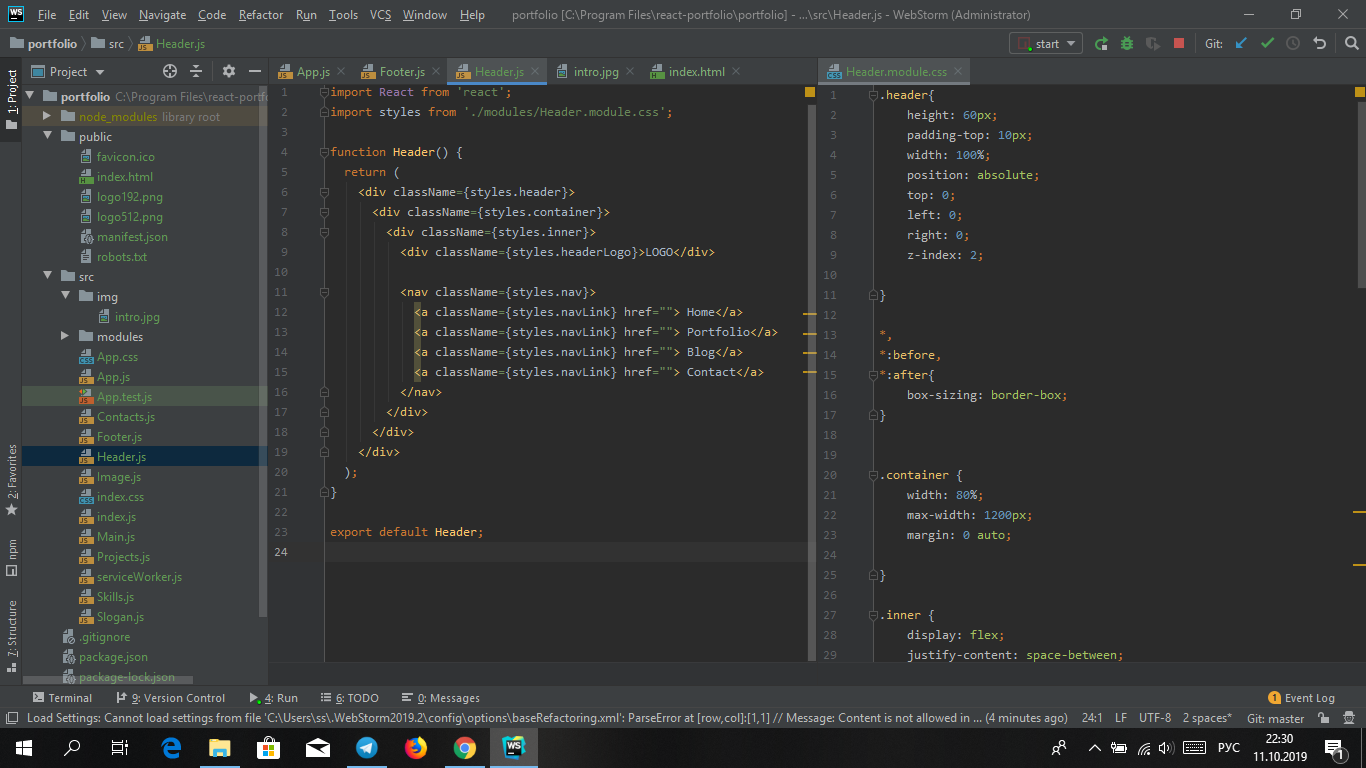 WS File Edit View Navigate Code Refactor Run Tools VCS Window Help portfolio [C:\Program Files\react-portfolio\portfolio] - ...\src\Header.js - WebStorm (Administrator)
portfolio src Header.js start Git:
Project App.js Footer.js Header.js intro.jpg index.html Header.module.css
1: Project
2: Favorites
npm
7: Structure
portfolio C:\Program Files\react-portf
node_modules library root
public
favicon.ico
index.html
logo192.png
logo512.png
manifest.json
robots.txt
src
img
intro.jpg
modules
App.css
App.js
App.test.js
Contacts.js
Footer.js
Header.js
Image.js
index.css
index.js
Main.js
Projects.js
serviceWorker.js
Skills.js
Slogan.js
.gitignore
package.json
package-lock.json
1 import React from 'react';
2 import styles from './modules/Header.module.css';
3
4 function Header() {
5 return (
6 <div className={styles.header}>
7 <div className={styles.container}>
8 <div className={styles.inner}>
9 <div className={styles.headerLogo}>LOGO</div>
10
11 <nav className={styles.nav}>
12 <a className={styles.navLink} href=""> Home</a>
13 <a className={styles.navLink} href=""> Portfolio</a>
14 <a className={styles.navLink} href=""> Blog</a>
15 <a className={styles.navLink} href=""> Contact</a>
16 </nav>
17 </div>
18 </div>
19 </div>
20 );
21 }
22
23 export default Header;
24
1 .header{
2 height: 60px;
3 padding-top: 10px;
4 width: 100%;
5 position: absolute;
6 top: 0;
7 left: 0;
8 right: 0;
9 z-index: 2;
10
11 }
12
13 *,
14 *:before,
15 *:after{
16 box-sizing: border-box;
17 }
18
19
20 .container {
21 width: 80%;
22 max-width: 1200px;
23 margin: 0 auto;
24
25 }
26
27 .inner {
28 display: flex;
29 justify-content: space-between;
Terminal 9: Version Control 4: Run 6: TODO 0: Messages 1 Event Log
Load Settings: Cannot load settings from file 'C:\Users\ss\.WebStorm2019.2\config\options\baseRefactoring.xml': ParseError at [row,col]:[1,1] // Message: Content is not allowed in ... (4 minutes ago) 24:1 LF UTF-8 2 spaces* Git: master
WS РУС 22:30
11.10.2019 1